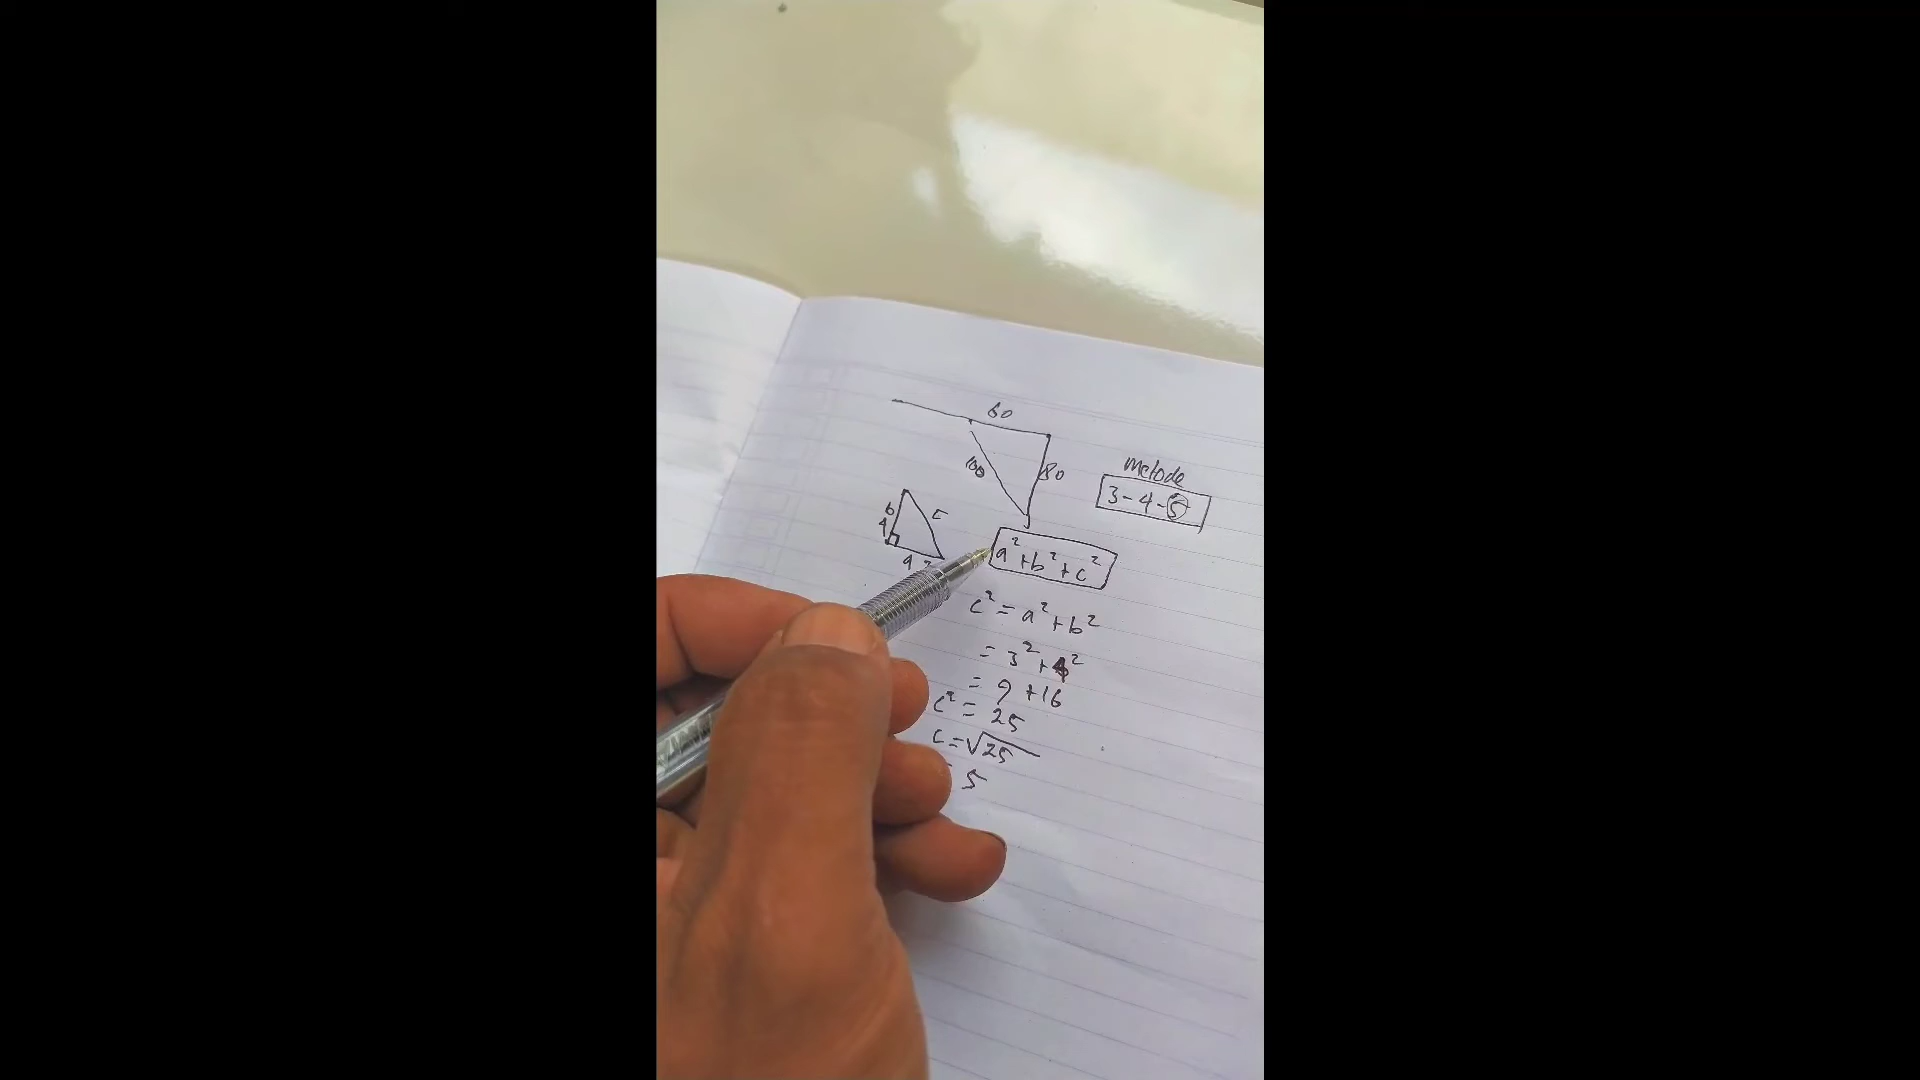 60
100
80
metode
3-4-5
b
c
4
a
a²+b²+c²
c² = a²+b²
= 3²+4²
= 9+16
c² = 25
c = √25
5